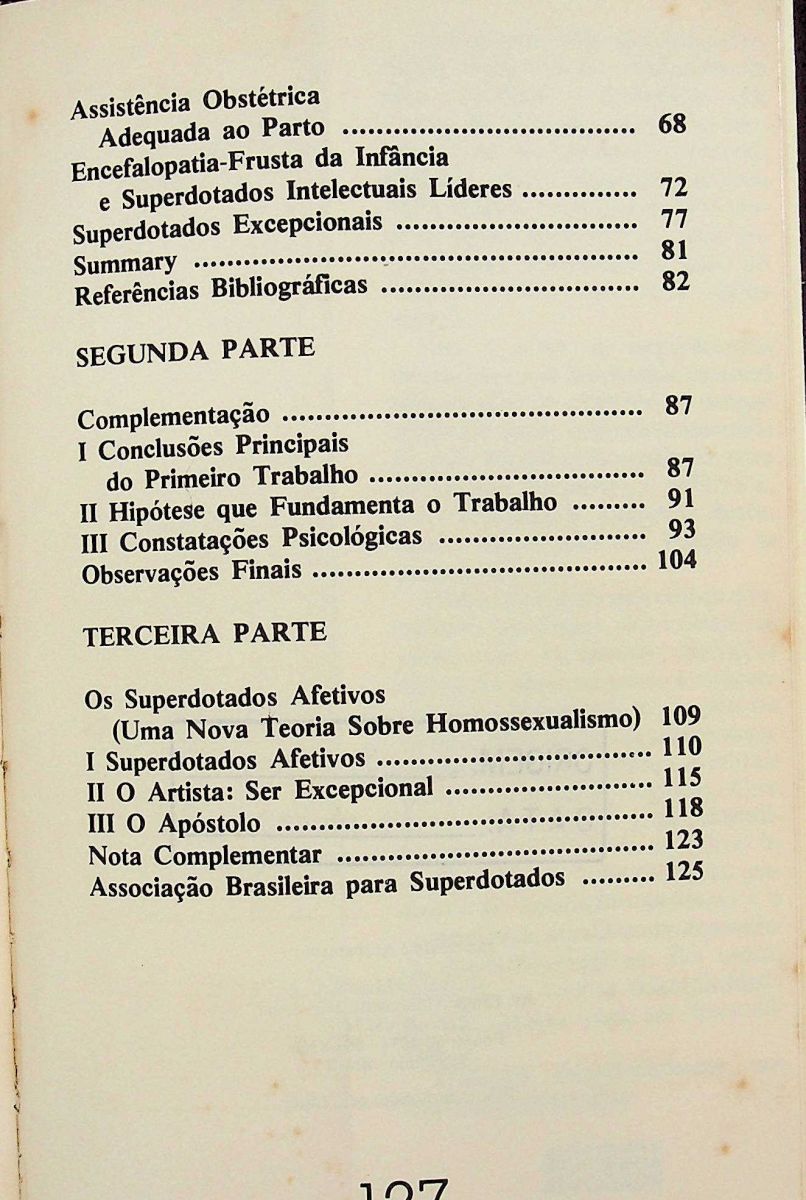 Assistência Obstétrica
Adequada ao Parto .................................... 68
Encefalopatia-Frusta da Infância
e Superdotados Intelectuais Líderes .............. 72
Superdotados Excepcionais .............................. 77
Summary ....................................................... 81
Referências Bibliográficas ................................ 82
SEGUNDA PARTE
Complementação ............................................. 87
I Conclusões Principais
do Primeiro Trabalho .................................. 87
II Hipótese que Fundamenta o Trabalho ......... 91
III Constatações Psicológicas .......................... 93
Observações Finais ......................................... 104
TERCEIRA PARTE
Os Superdotados Afetivos
(Uma Nova Teoria Sobre Homossexualismo) 109
I Superdotados Afetivos .................................. 110
II O Artista: Ser Excepcional .......................... 115
III O Apóstolo ............................................... 118
Nota Complementar ....................................... 123
Associação Brasileira para Superdotados ......... 125
127